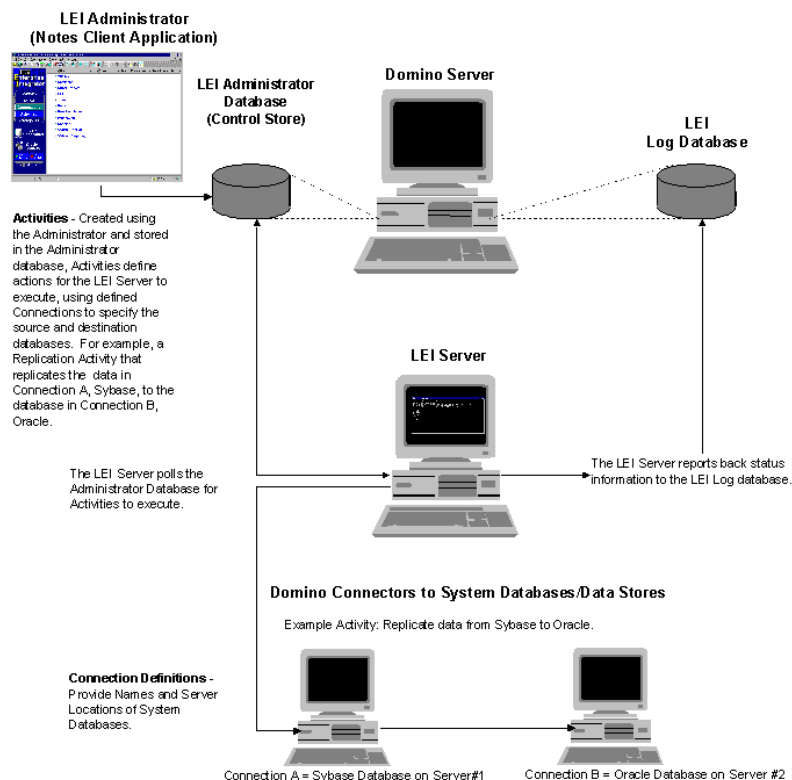 LEI Administrator
(Notes Client Application)
Enterprise
Integrator
LEI Administrator
Database
(Control Store)
Domino Server
LEI
Log Database
Activities - Created using
the Administrator and stored
in the Administrator
database, Activities define
actions for the LEI Server to
execute, using defined
Connections to specify the
source and destination
databases. For example, a
Replication Activity that
replicates the data in
Connection A, Sybase, to the
database in Connection B,
Oracle.
LEI Server
The LEI Server polls the
Administrator Database for
Activities to execute.
The LEI Server reports back status
information to the LEI Log database.
Domino Connectors to System Databases/Data Stores
Example Activity: Replicate data from Sybase to Oracle.
Connection Definitions -
Provide Names and Server
Locations of System
Databases.
Connection A = Sybase Database on Server#1
Connection B = Oracle Database on Server #2